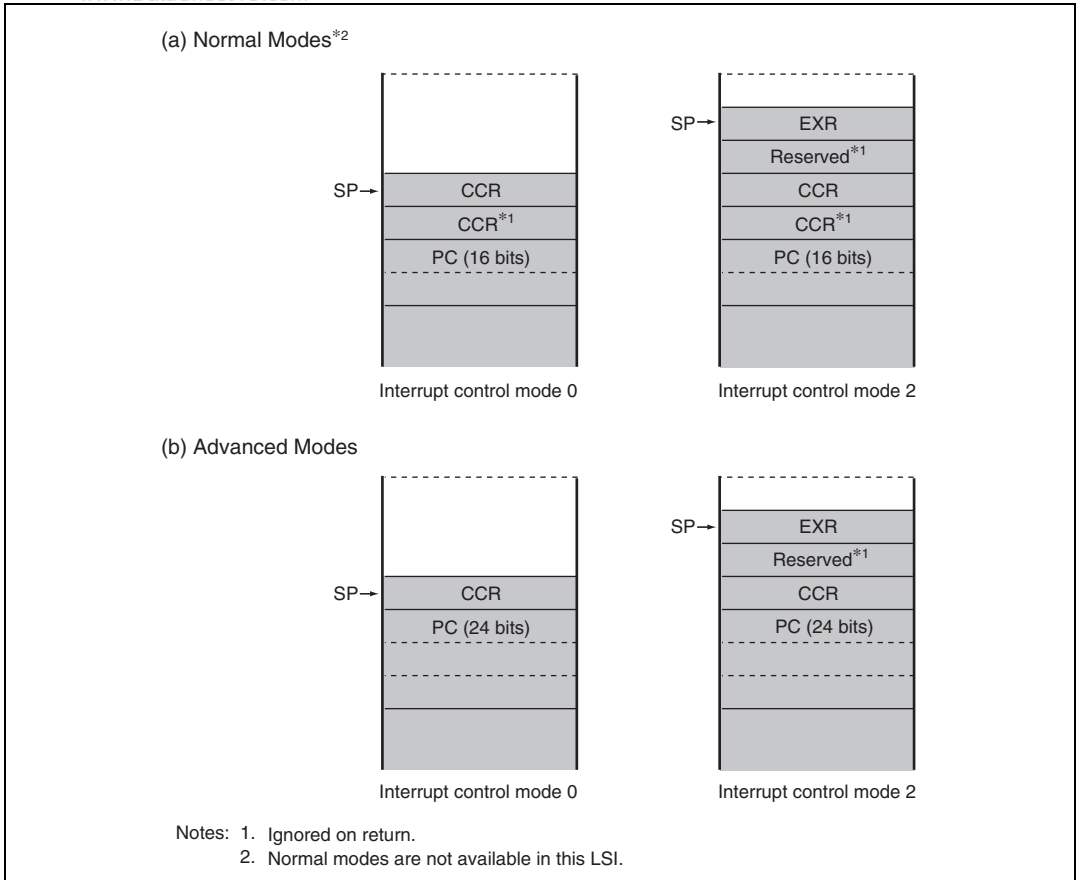 (a) Normal Modes*2
SP→ CCR
CCR*1
PC (16 bits)
Interrupt control mode 0
SP→ EXR
Reserved*1
CCR
CCR*1
PC (16 bits)
Interrupt control mode 2
(b) Advanced Modes
SP→ CCR
PC (24 bits)
Interrupt control mode 0
SP→ EXR
Reserved*1
CCR
PC (24 bits)
Interrupt control mode 2
Notes: 1. Ignored on return.
2. Normal modes are not available in this LSI.